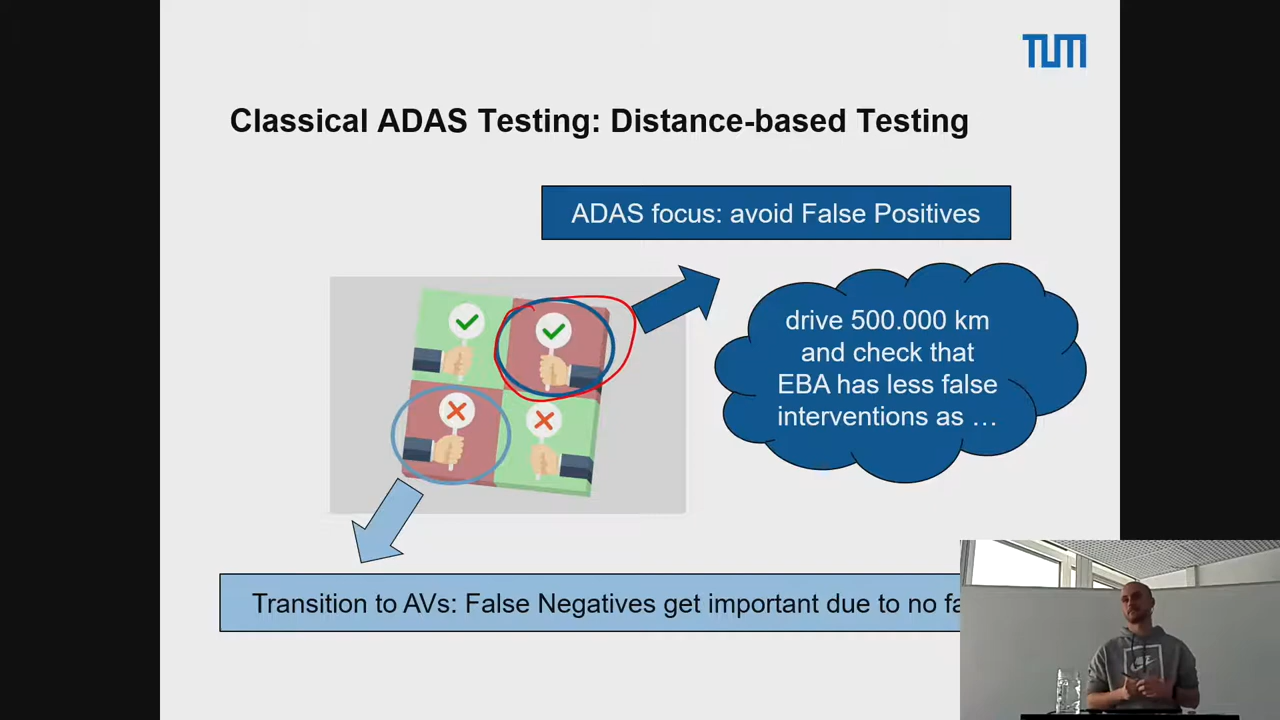 TUM
Classical ADAS Testing: Distance-based Testing
ADAS focus: avoid False Positives
drive 500.000 km
and check that
EBA has less false
interventions as …
Transition to AVs: False Negatives get important due to no